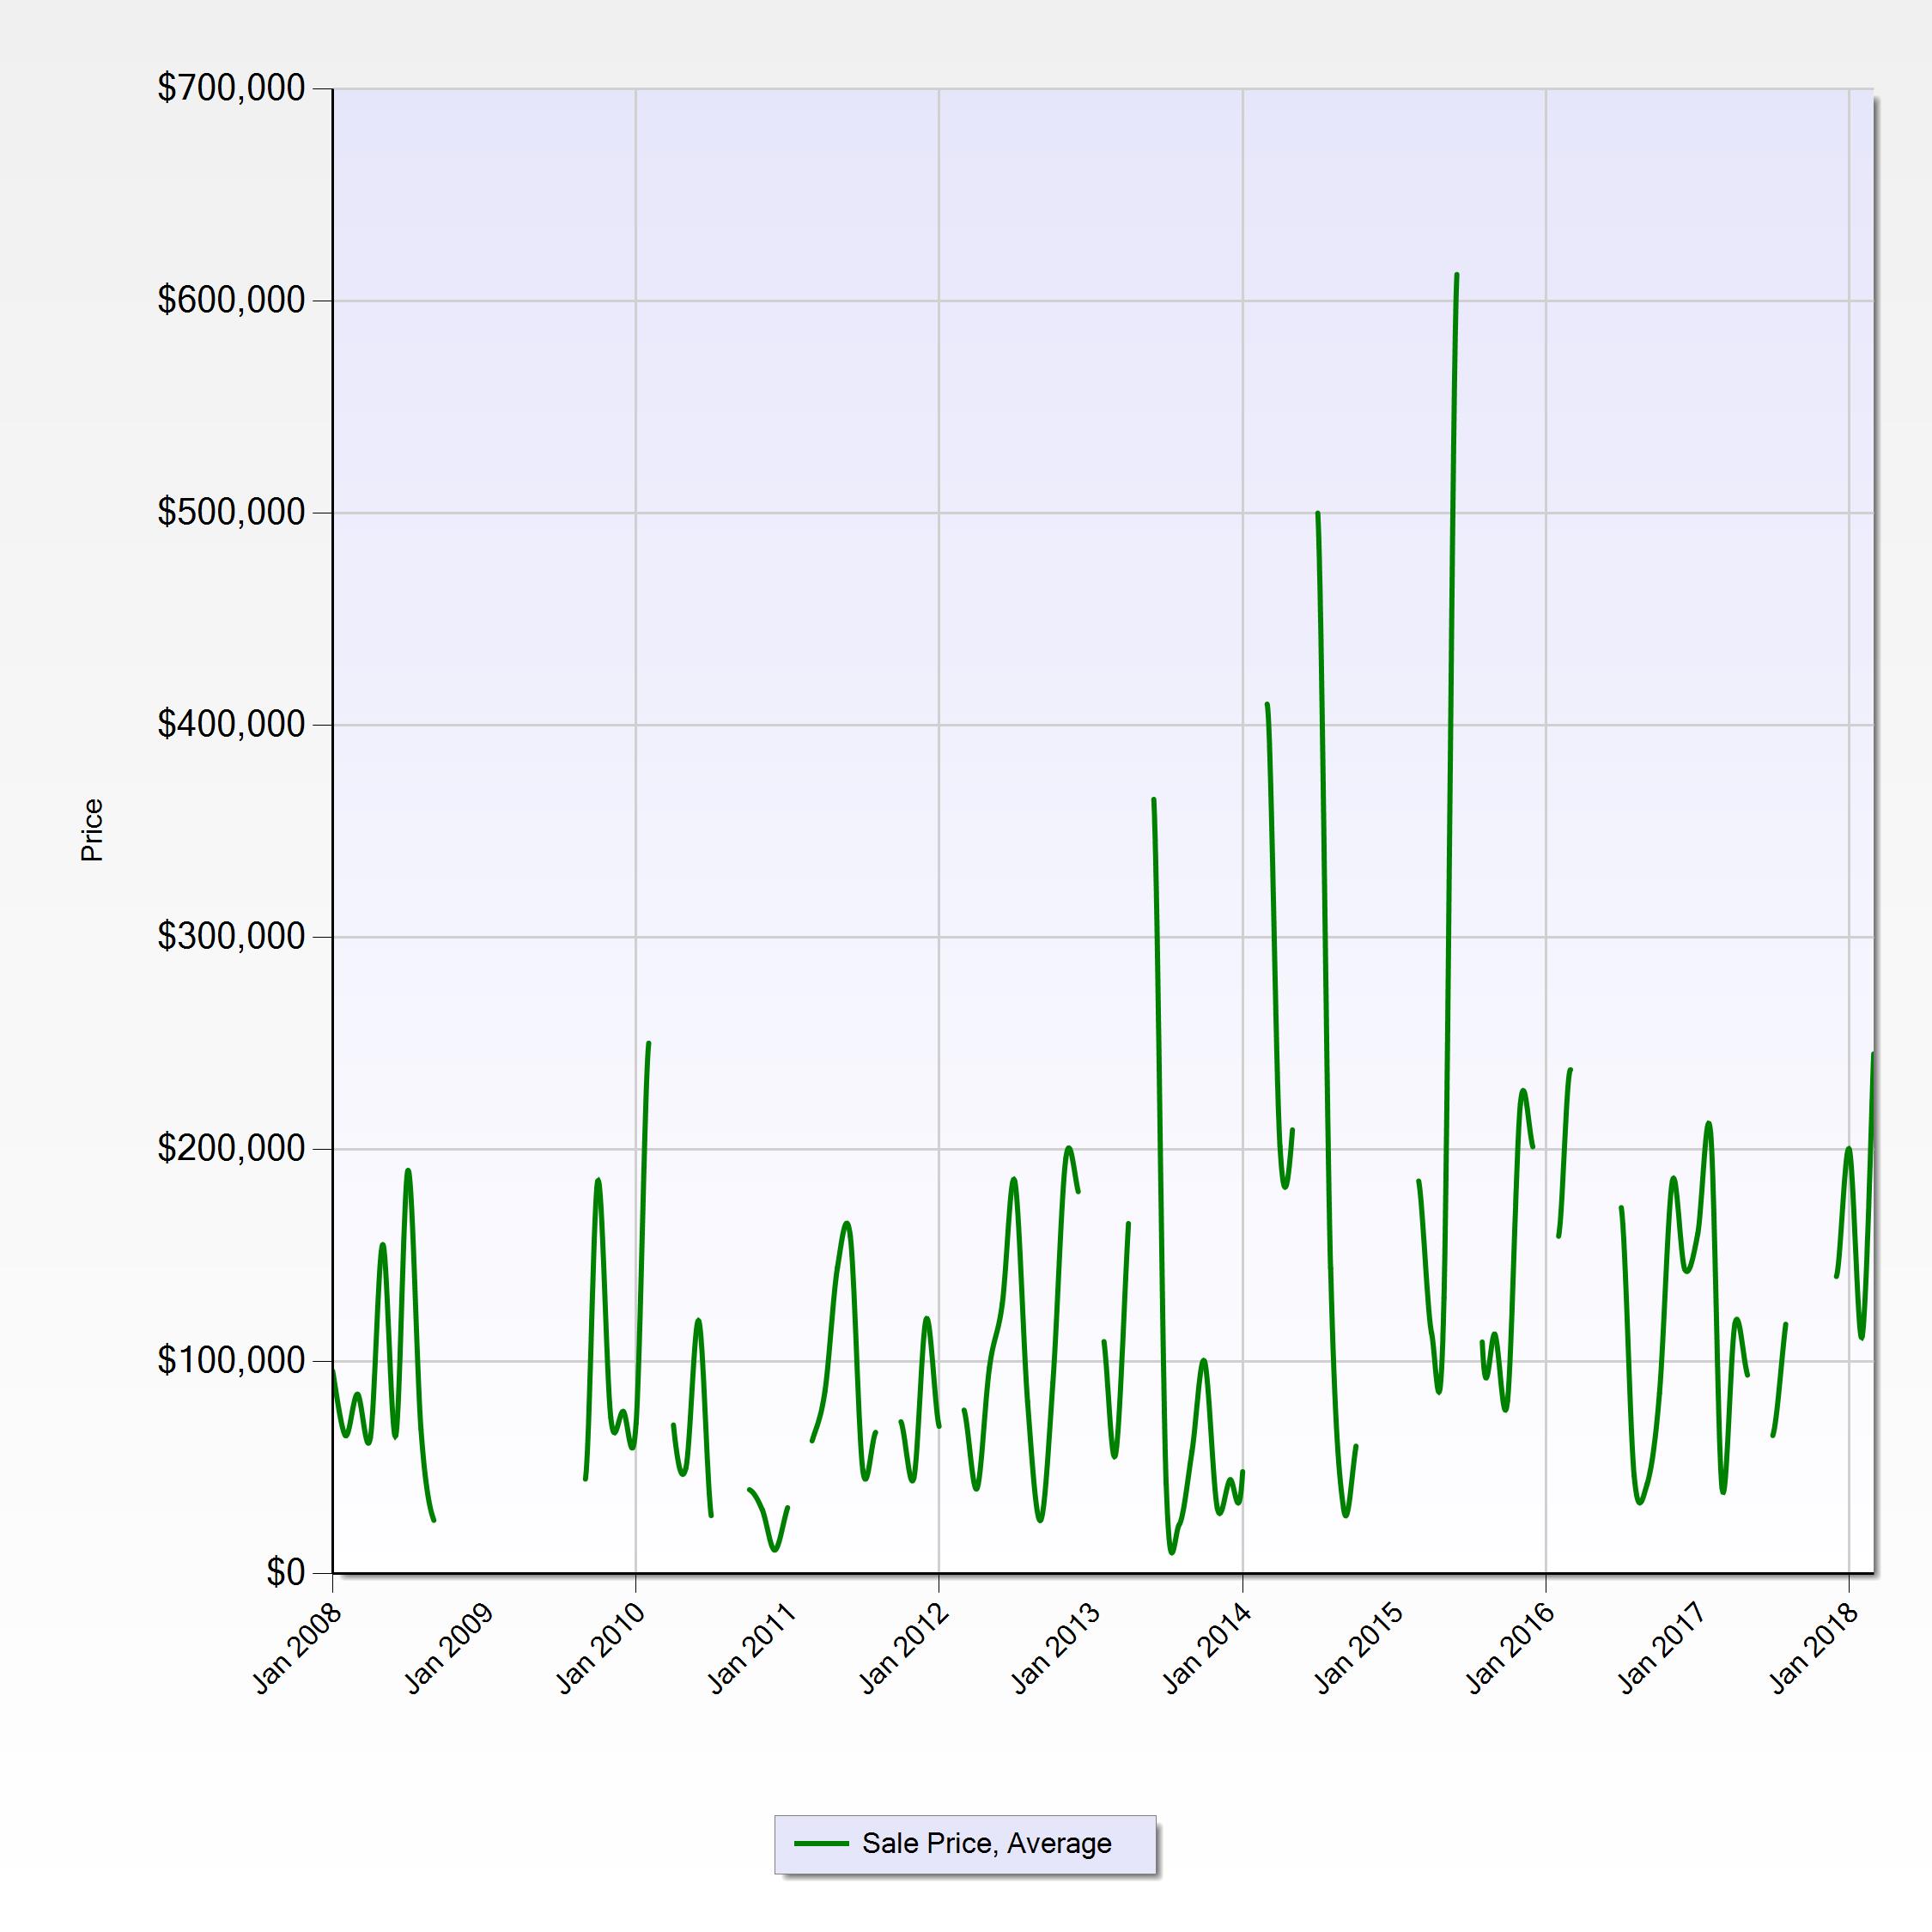 $700,000
$600,000
$500,000
$400,000
$300,000
$200,000
$100,000
$0
Price
Jan 2008
Jan 2009
Jan 2010
Jan 2011
Jan 2012
Jan 2013
Jan 2014
Jan 2015
Jan 2016
Jan 2017
Jan 2018
Sale Price, Average